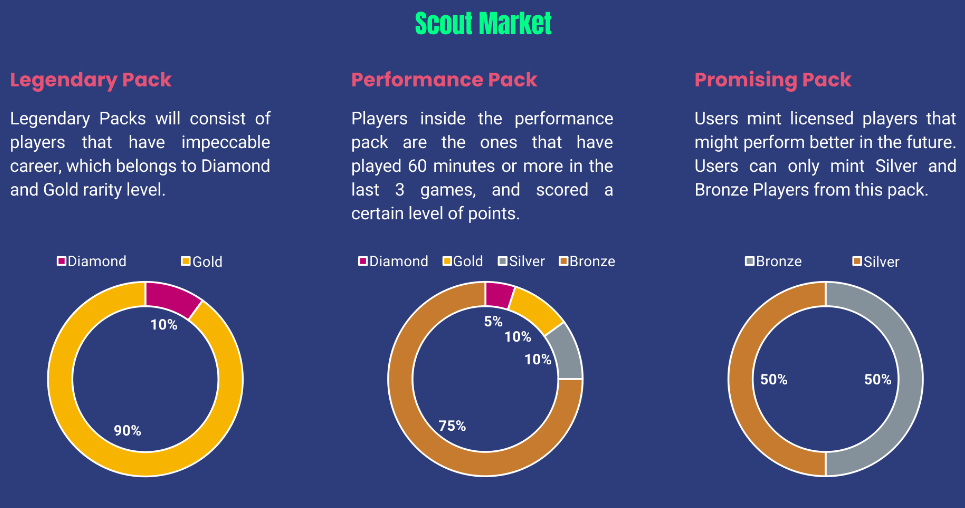 Scout Market
Legendary Pack
Legendary Packs will consist of
players that have impeccable
career, which belongs to Diamond
and Gold rarity level.
Diamond
Gold
10%
90%
Performance Pack
Players inside the performance
pack are the ones that have
played 60 minutes or more in the
last 3 games, and scored a
certain level of points.
Diamond
Gold
Silver
Bronze
5%
10%
10%
75%
Promising Pack
Users mint licensed players that
might perform better in the future.
Users can only mint Silver and
Bronze Players from this pack.
Bronze
Silver
50%
50%